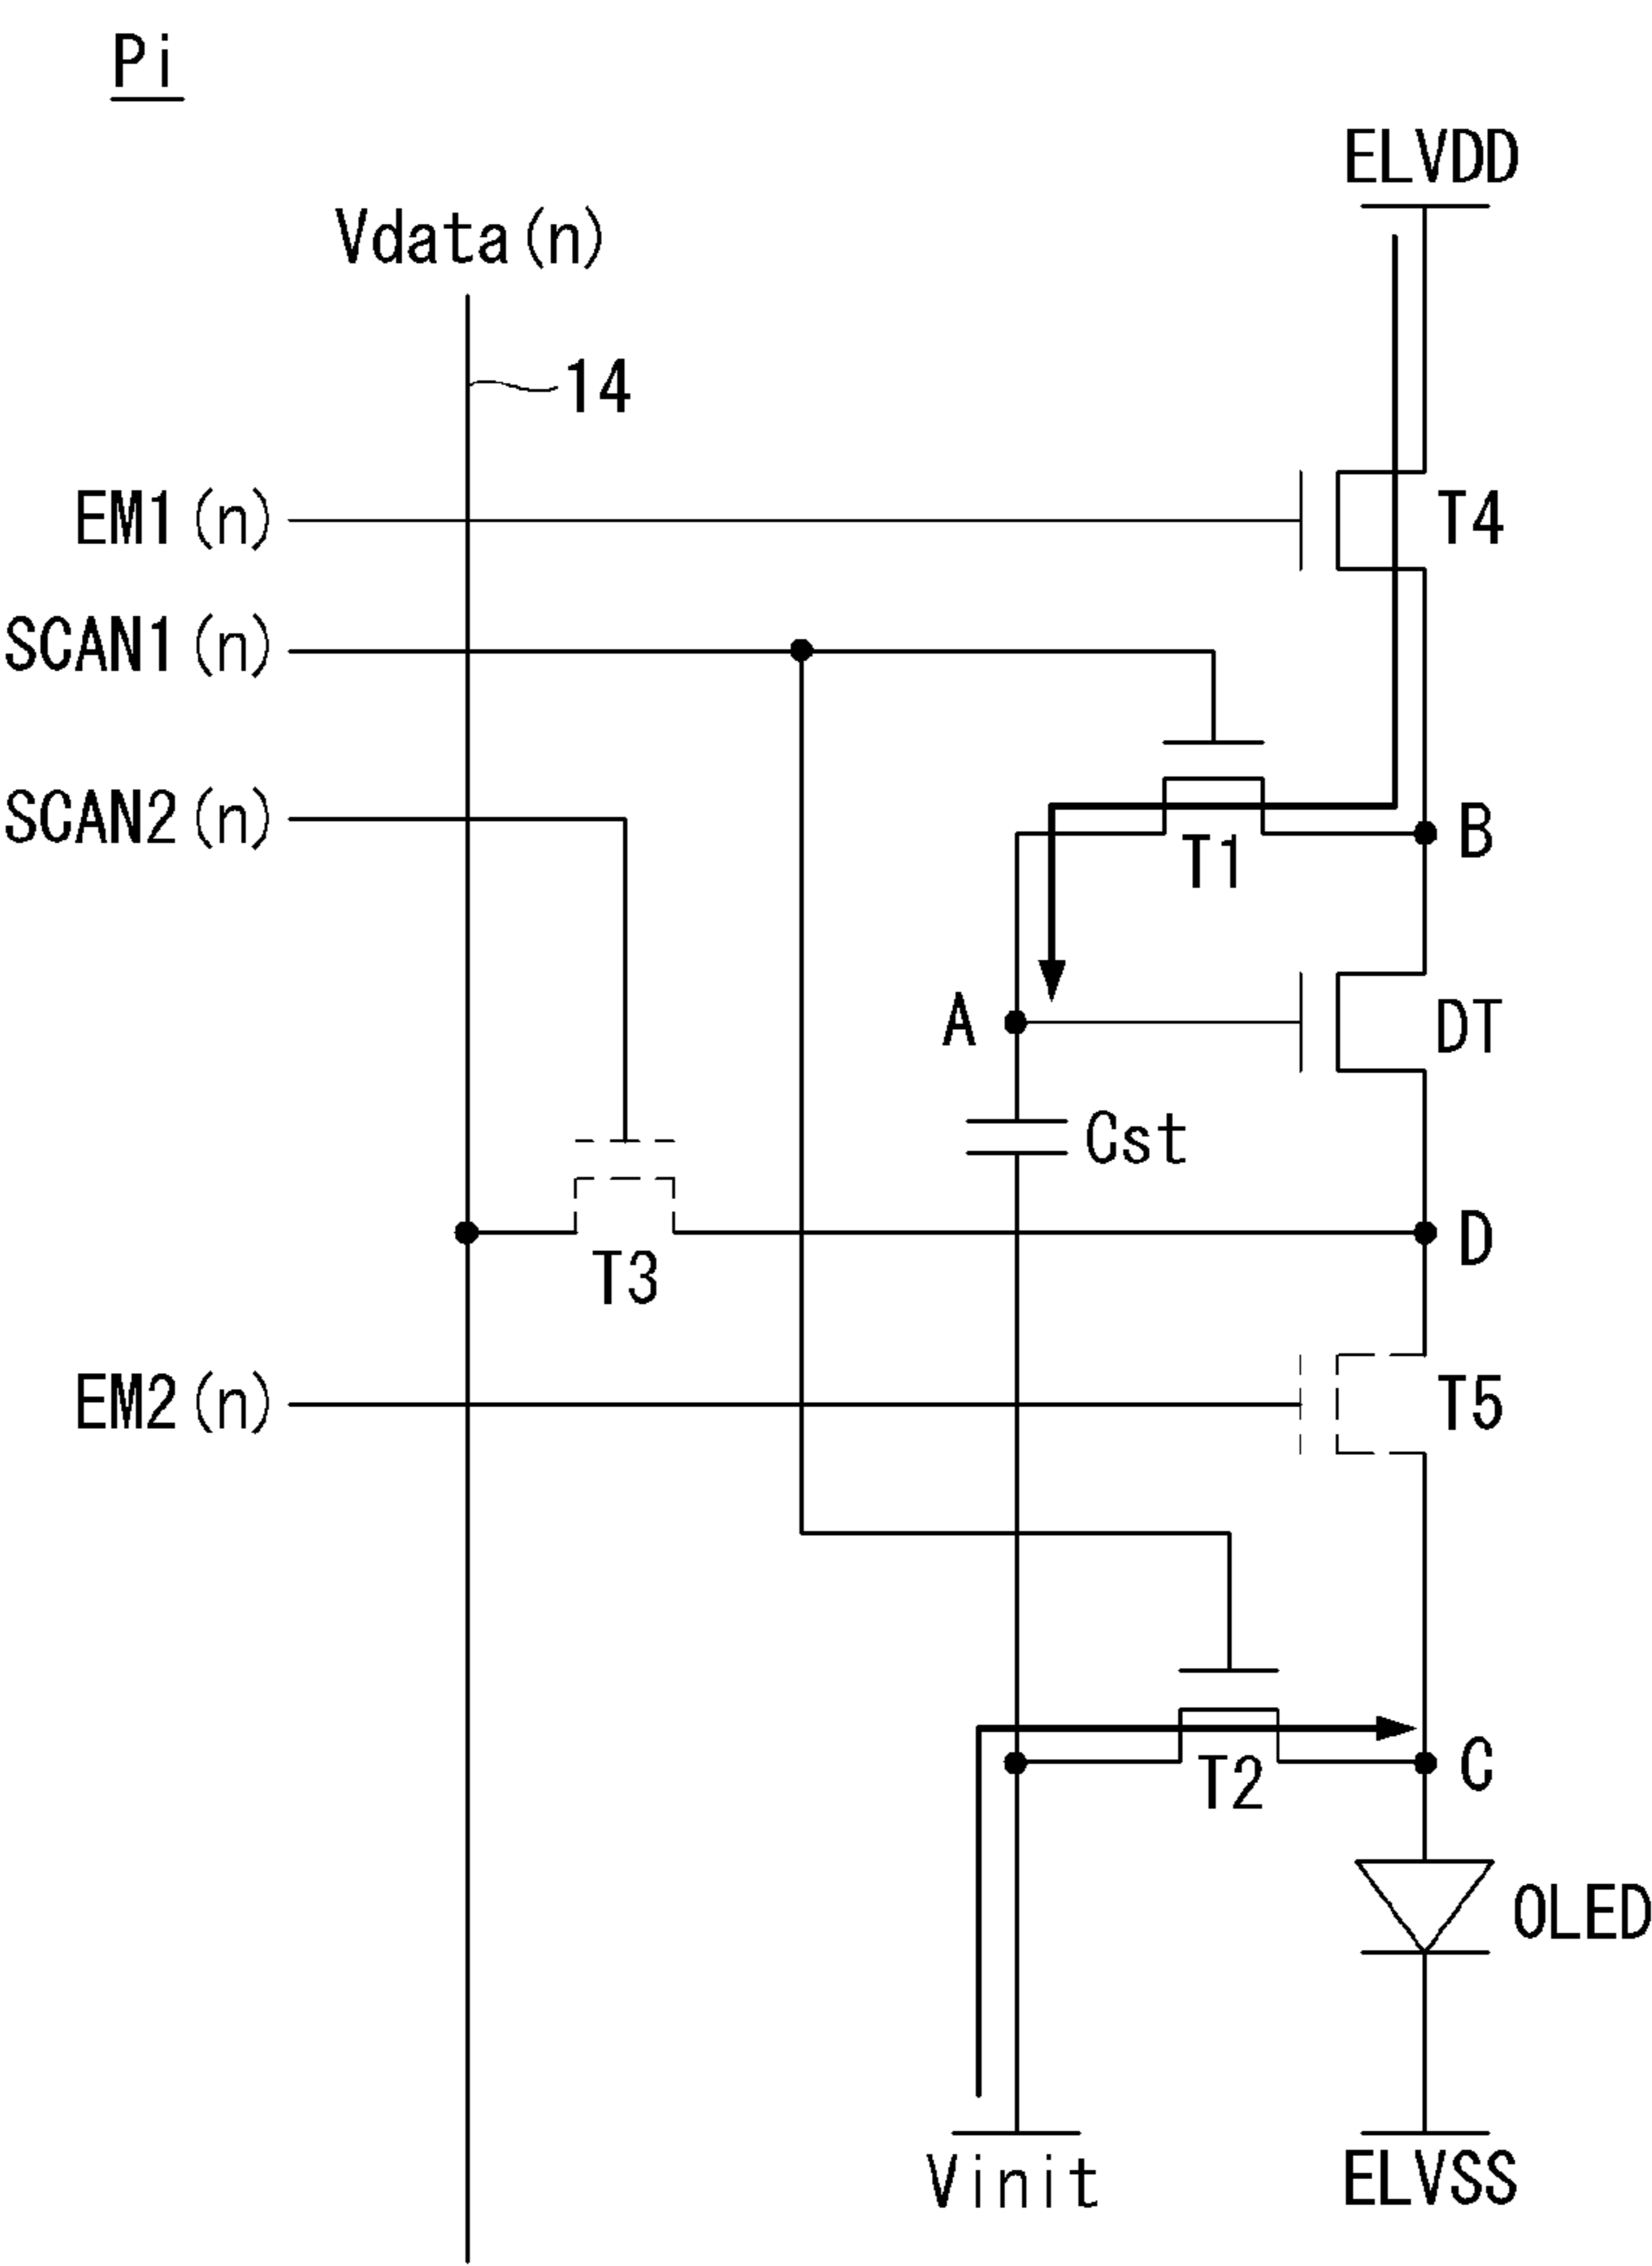 Pi
ELVDD
Vdata(n)
14
EM1(n)
T4
SCAN1(n)
SCAN2(n)
B
T1
A
DT
Cst
D
T3
EM2(n)
T5
C
T2
OLED
Vinit
ELVSS